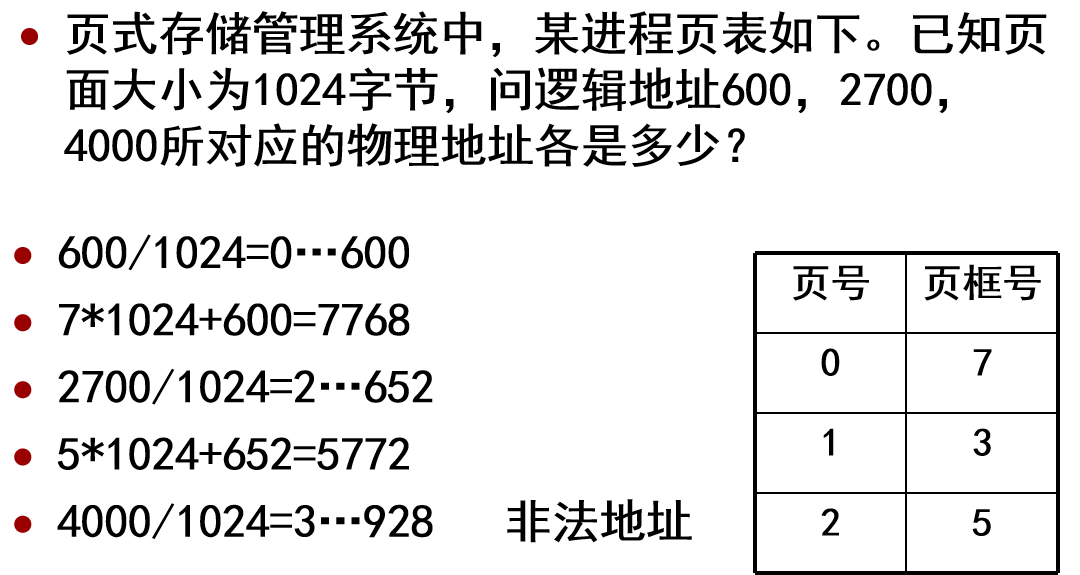 • 页式存储管理系统中，某进程页表如下。已知页
面大小为1024字节，问逻辑地址600，2700，
4000所对应的物理地址各是多少？
• 600/1024=0…600
• 7*1024+600=7768
• 2700/1024=2…652
• 5*1024+652=5772
• 4000/1024=3…928 非法地址
页号 页框号
0 7
1 3
2 5